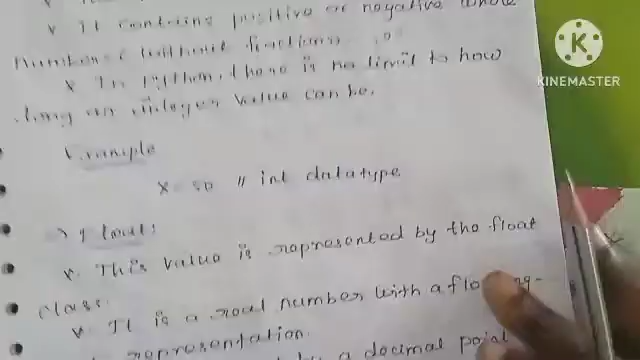 It contains positive or negative whole
numbers (without fractions).
* In Python, there is no limit to how
long an integer value can be.
Example
x = 50 // int datatype
Float:
* This value is represented by the float
class.
* It is a real number with a floating-
representation.
by a decimal point
K
KINEMASTER